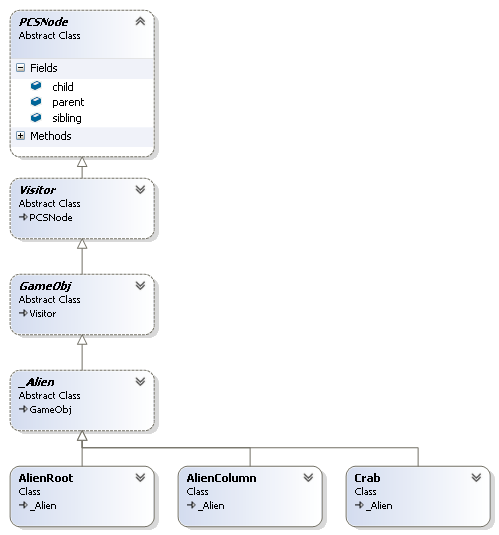 PCSNode
Abstract Class
Fields
child
parent
sibling
Methods
Visitor
Abstract Class
PCSNode
GameObj
Abstract Class
Visitor
_Alien
Abstract Class
GameObj
AlienRoot
Class
_Alien
AlienColumn
Class
_Alien
Crab
Class
_Alien